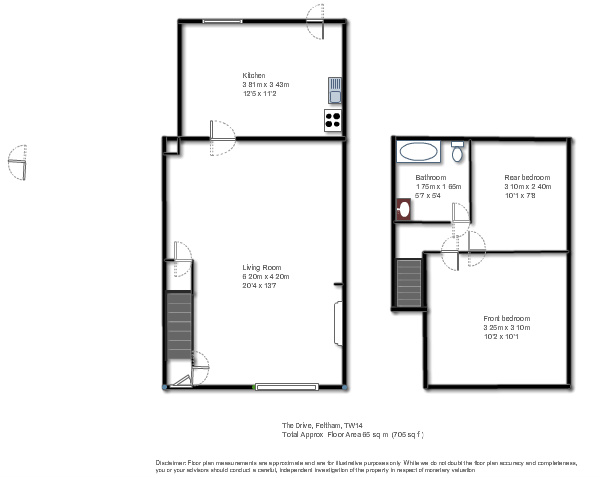 Kitchen
3.81m x 3.43m
12'5 x 11'2
Bathroom
1.75m x 1.65m
5'7 x 5'4
Rear bedroom
3.10m x 2.40m
10'1 x 7'8
Living Room
6.20m x 4.20m
20'4 x 13'7
Front bedroom
3.25m x 3.10m
10'2 x 10'1
The Drive, Feltham, TW14
Total Approx. Floor Area 65 sq m (705 sq f)
Disclaimer: Floor plan measurements are approximate and are for illustrative purposes only. While we do not doubt the floor plan accuracy and completeness,
you or your advisors should conduct a careful, independent investigation of the property in respect of monetary valuation